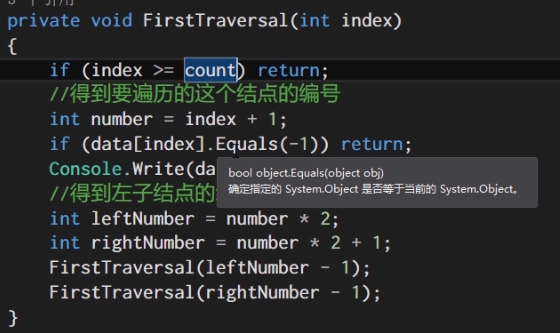 private void FirstTraversal(int index)
{
if (index >= count) return;
//得到要遍历的这个结点的编号
int number = index + 1;
if (data[index].Equals(-1)) return;
Console.Write(da
bool object.Equals(object obj)
确定指定的 System.Object 是否等于当前的 System.Object。
//得到左子结点的
int leftNumber = number * 2;
int rightNumber = number * 2 + 1;
FirstTraversal(leftNumber - 1);
FirstTraversal(rightNumber - 1);
}